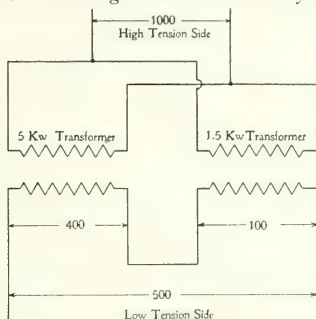 1000
High Tension Side
5 Kw Transformer 1.5 Kw Transformer
400 100
500
Low Tension Side